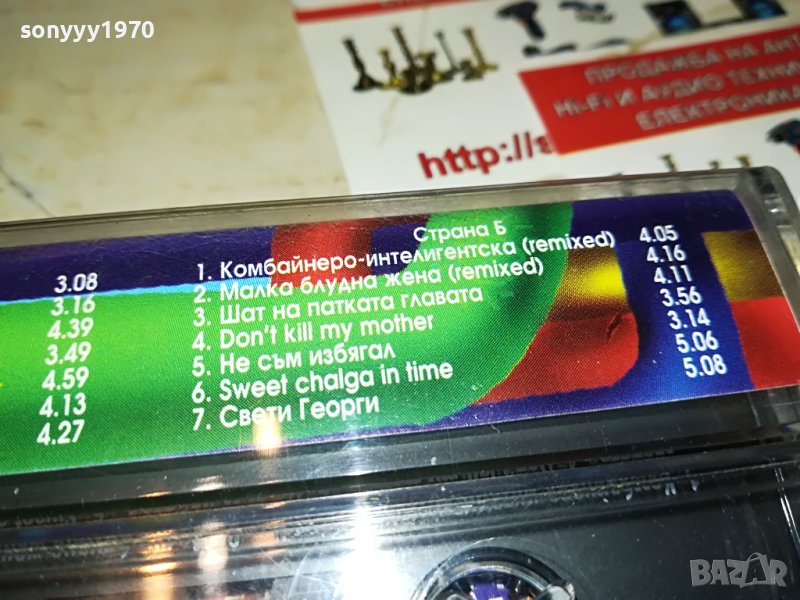 sonyyy1970
ПРОДАЖБА НА АНТ
Hi-Fi И АУДИО ТЕХНИ
ЕЛЕКТРОНИКА
http://s
Страна Б
3.08
3.16
4.39
3.49
4.59
4.13
4.27
1. Комбайнеро-интелигентска (remixed) 4.05
2. Малка блудна жена (remixed) 4.16
3. Шат на патката главата 4.11
4. Don't kill my mother 3.56
5. Не съм избягал 3.14
6. Sweet chalga in time 5.06
7. Свети Георги 5.08
BAZAR